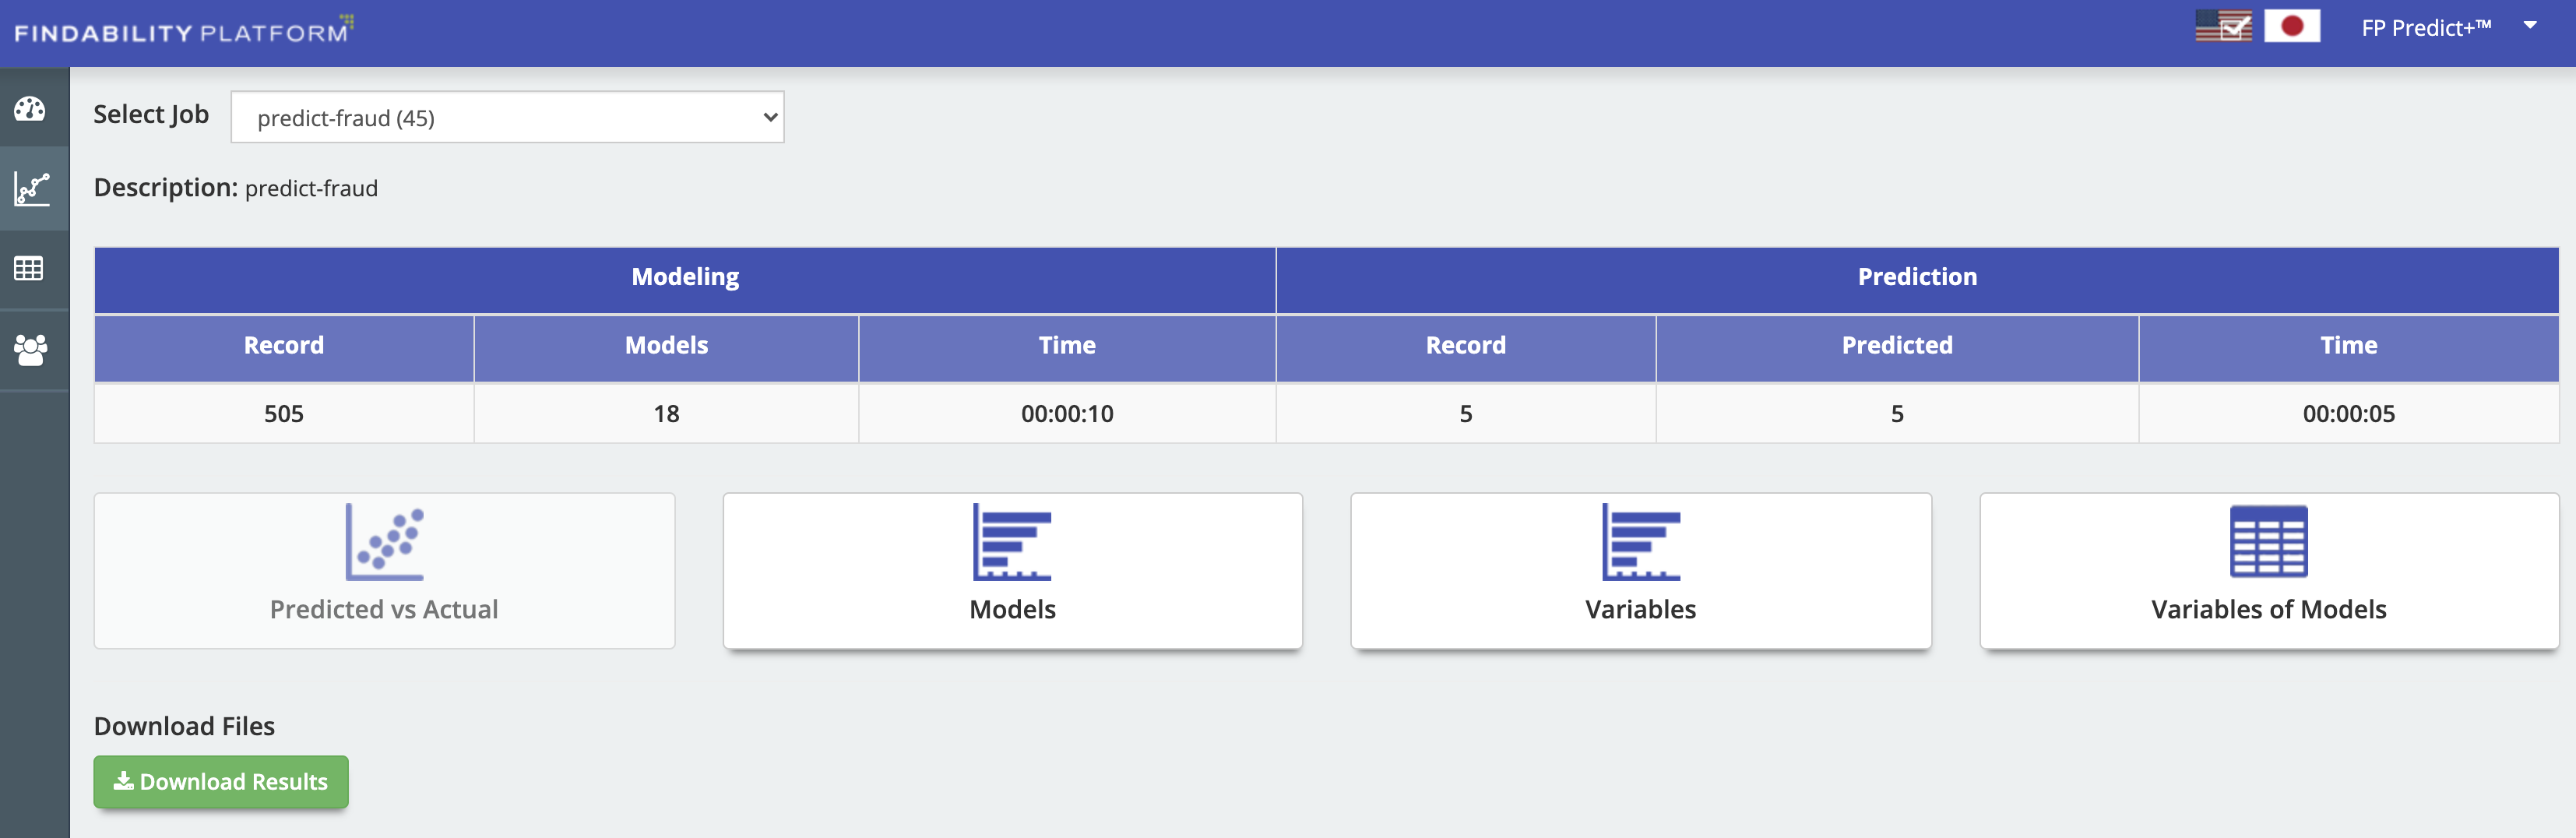 FINDABILITY PLATFORM
FP Predict+™
Select Job
predict-fraud (45)
Description: predict-fraud
Modeling
Prediction
Record
Models
Time
Record
Predicted
Time
505
18
00:00:10
5
5
00:00:05
Predicted vs Actual
Models
Variables
Variables of Models
Download Files
Download Results